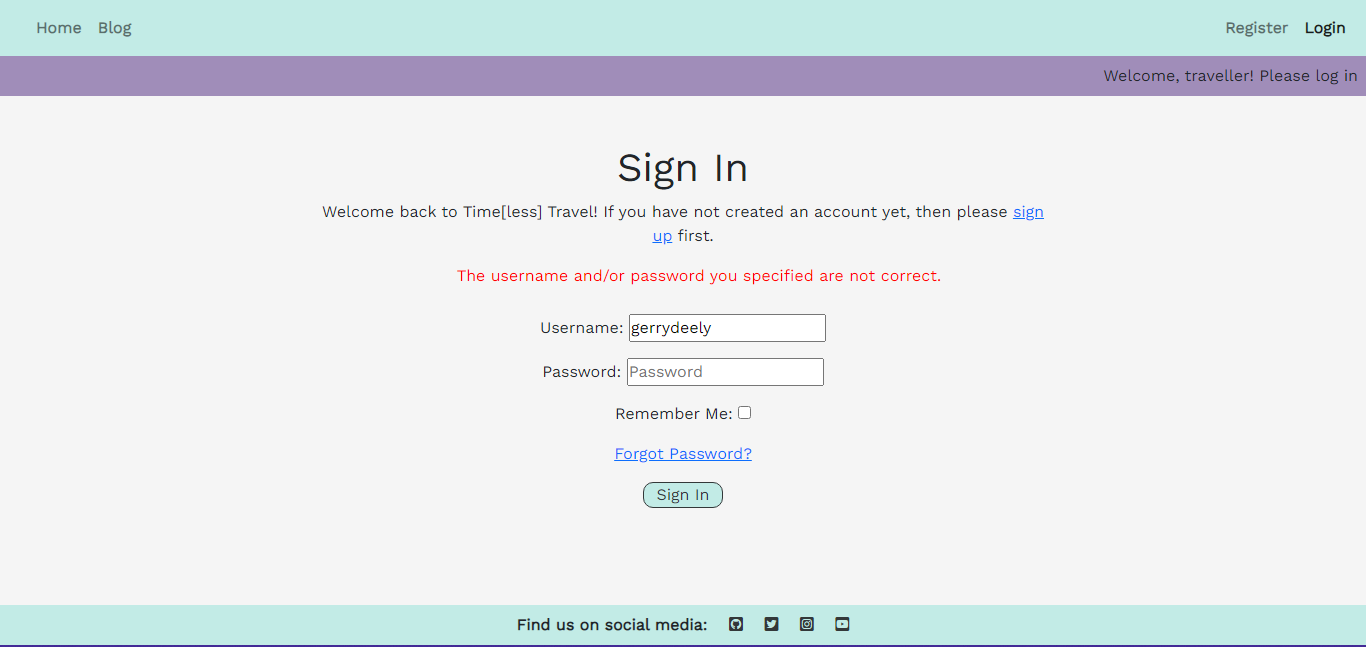 Home Blog Register Login
Welcome, traveller! Please log in
Sign In
Welcome back to Time[less] Travel! If you have not created an account yet, then please sign
up first.
The username and/or password you specified are not correct.
Username: gerrydeely
Password: Password
Remember Me:
Forgot Password?
Sign In
Find us on social media: